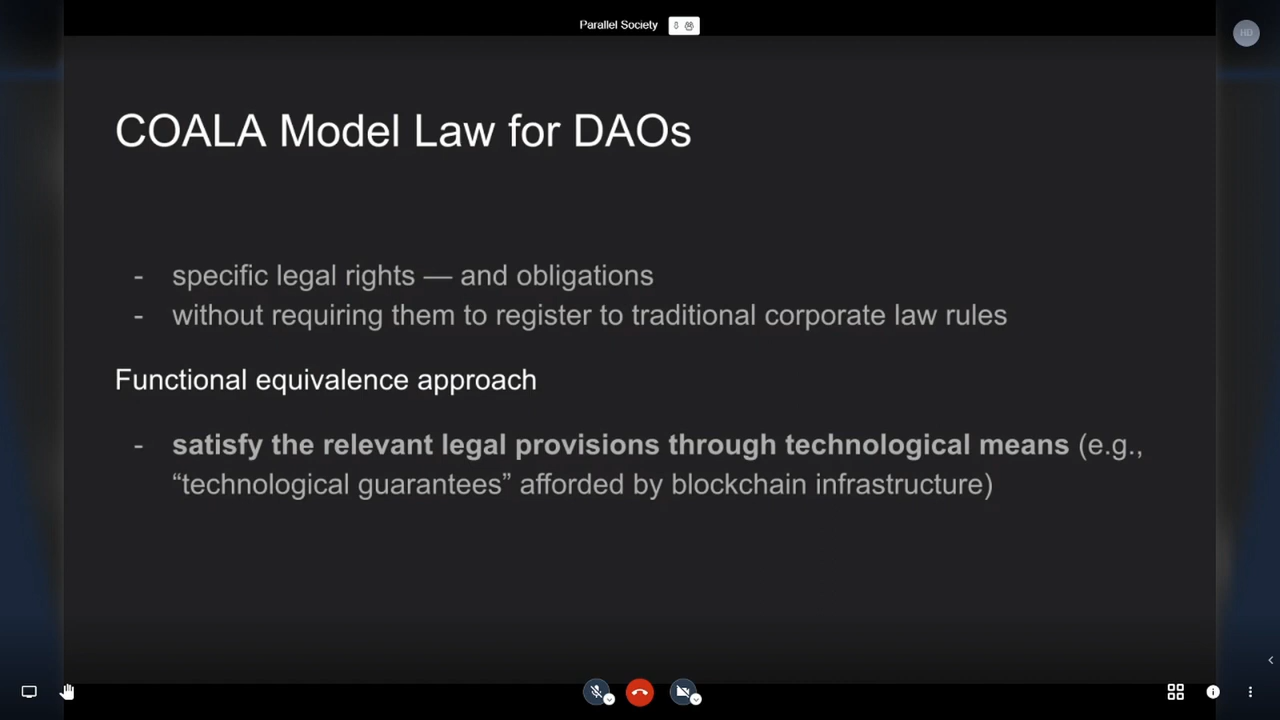 Parallel Society 8
HD
COALA Model Law for DAOs
- specific legal rights — and obligations
- without requiring them to register to traditional corporate law rules
Functional equivalence approach
- satisfy the relevant legal provisions through technological means (e.g.,
“technological guarantees” afforded by blockchain infrastructure)